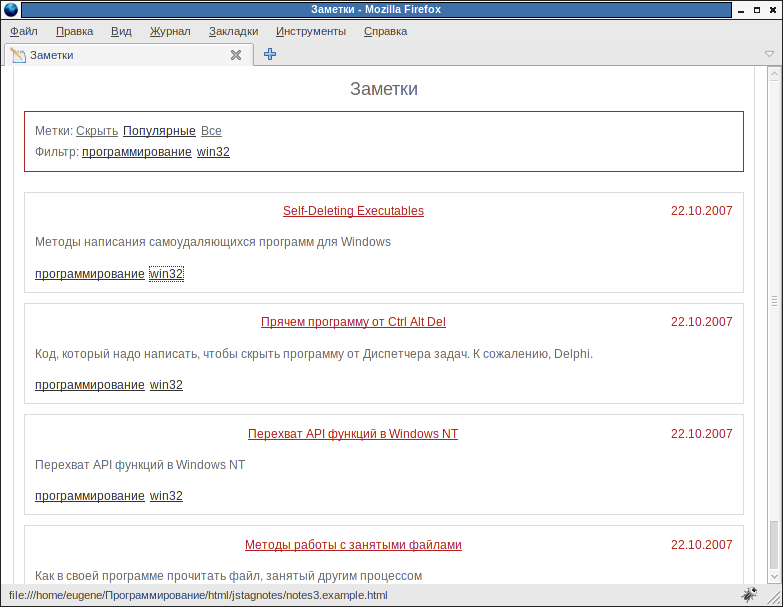 Заметки - Mozilla Firefox
Файл Правка Вид Журнал Закладки Инструменты Справка
Заметки
Заметки
Метки: Скрыть Популярные Все
Фильтр: программирование win32
Self-Deleting Executables 22.10.2007
Методы написания самоудаляющихся программ для Windows
программирование win32
Прячем программу от Ctrl Alt Del 22.10.2007
Код, который надо написать, чтобы скрыть программу от Диспетчера задач. К сожалению, Delphi.
программирование win32
Перехват API функций в Windows NT 22.10.2007
Перехват API функций в Windows NT
программирование win32
Методы работы с занятыми файлами 22.10.2007
Как в своей программе прочитать файл, занятый другим процессом
file:///home/eugene/Программирование/html/jstagnotes/notes3.example.html